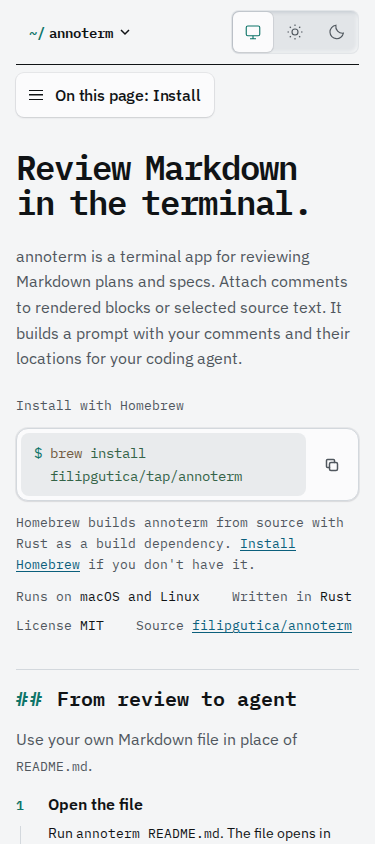 ~/ annoterm
On this page: Install
Review Markdown
in the terminal.
annoterm is a terminal app for reviewing
Markdown plans and specs. Attach comments
to rendered blocks or selected source text. It
builds a prompt with your comments and their
locations for your coding agent.
Install with Homebrew
$ brew install
filipgutica/tap/annoterm
Homebrew builds annoterm from source with
Rust as a build dependency. Install
Homebrew if you don't have it.
Runs on macOS and Linux Written in Rust
License MIT Source filipgutica/annoterm
## From review to agent
Use your own Markdown file in place of
README.md.
1 Open the file
Run annoterm README.md. The file opens in